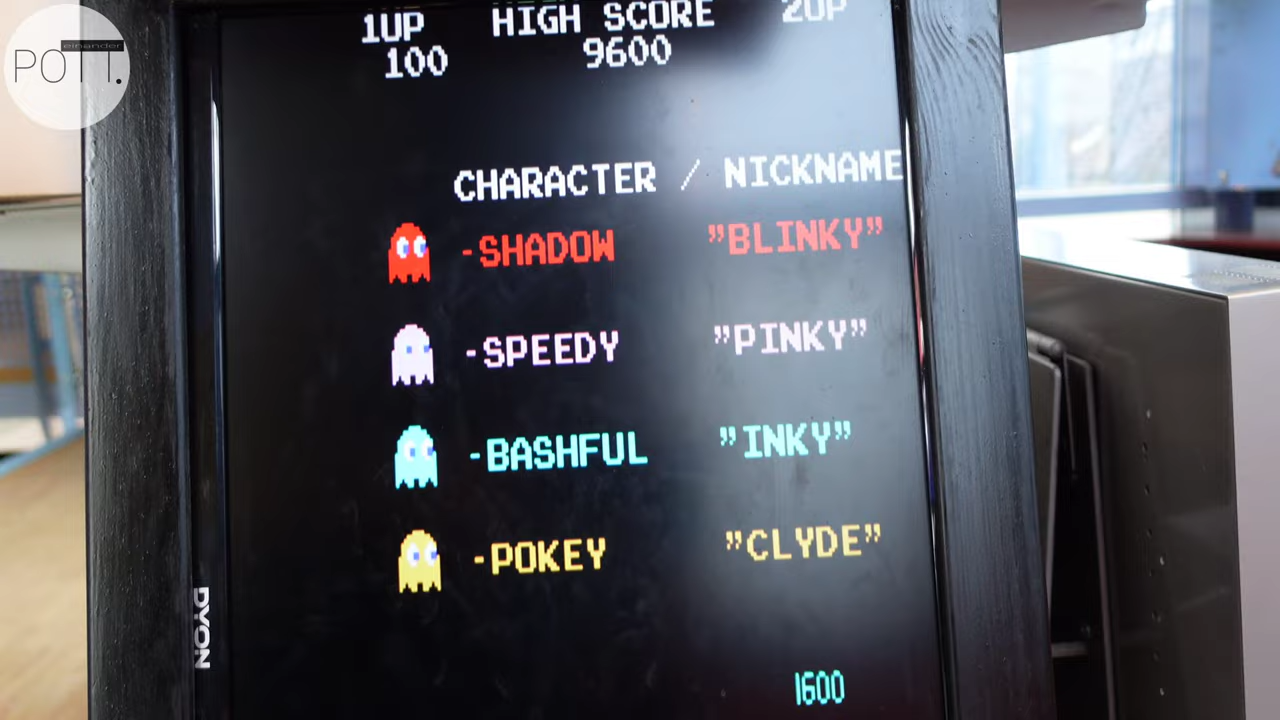 einander
POTT.
1UP HIGH SCORE 2UP
100 9600
CHARACTER / NICKNAME
-SHADOW "BLINKY"
-SPEEDY "PINKY"
-BASHFUL "INKY"
-POKEY "CLYDE"
1600
DYON